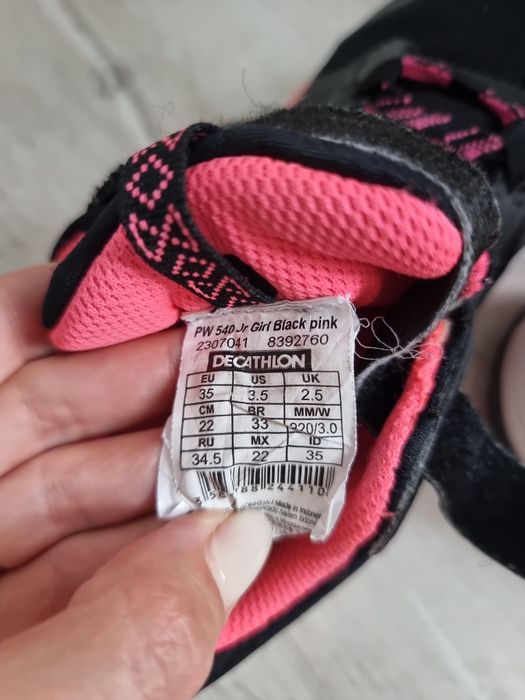 PW 540 Jr Girl Black pink
2307041 8392760
DECATHLON
EU US UK
35 3.5 2.5
CM BR MM/W
22 33 220/3.0
RU MX ID
34.5 22 35
Made in Indones